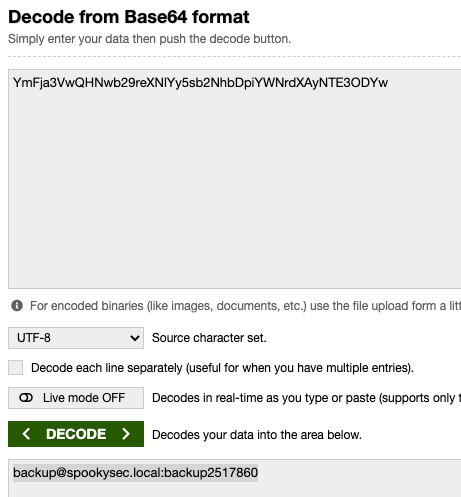 Decode from Base64 format
Simply enter your data then push the decode button.
YmFja3VwQHNwb29reXNlYy5sb2NhbDpiYWNrdXAyNTE3ODYw
For encoded binaries (like images, documents, etc.) use the file upload form a
UTF-8 Source character set.
Decode each line separately (useful for when you have multiple entries).
Live mode OFF Decodes in real-time as you type or paste (supports only
< DECODE > Decodes your data into the area below.
backup@spookysec.local:backup2517860